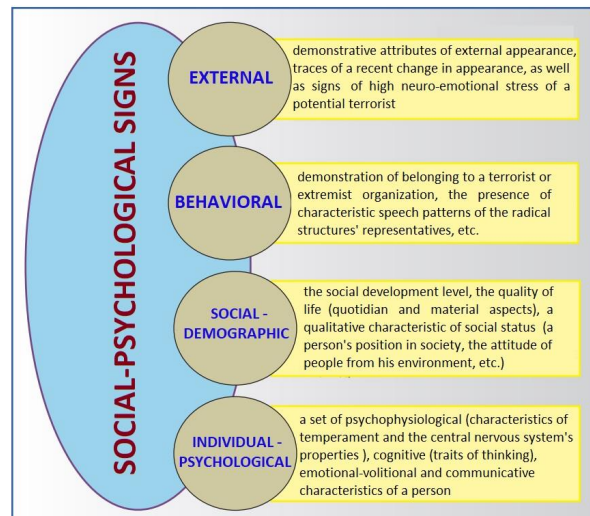 SOCIAL-PSYCHOLOGICAL SIGNS
EXTERNAL
demonstrative attributes of external appearance,
traces of a recent change in appearance, as well
as signs of high neuro-emotional stress of a
potential terrorist
BEHAVIORAL
demonstration of belonging to a terrorist or
extremist organization, the presence of
characteristic speech patterns of the radical
structures' representatives, etc.
SOCIAL -
DEMOGRAPHIC
the social development level, the quality of
life (quotidian and material aspects), a
qualitative characteristic of social status (a
person's position in society, the attitude of
people from his environment, etc.)
INDIVIDUAL -
PSYCHOLOGICAL
a set of psychophysiological (characteristics of
temperament and the central nervous system's
properties ), cognitive (traits of thinking),
emotional-volitional and communicative
characteristics of a person